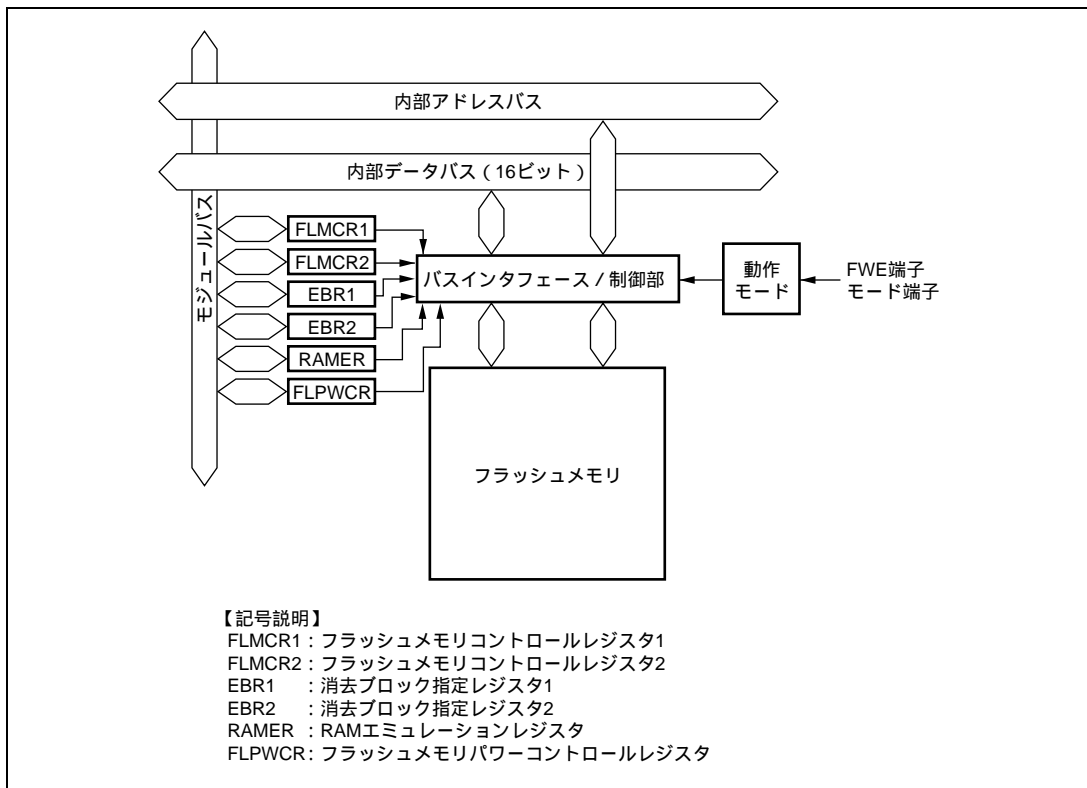 内部アドレスバス
内部データバス（16ビット）
モジュールバス
FLMCR1
FLMCR2
EBR1
EBR2
RAMER
FLPWCR
バスインタフェース / 制御部
動作
モード
FWE端子
モード端子
フラッシュメモリ
【記号説明】
FLMCR1：フラッシュメモリコントロールレジスタ1
FLMCR2：フラッシュメモリコントロールレジスタ2
EBR1　：消去ブロック指定レジスタ1
EBR2　：消去ブロック指定レジスタ2
RAMER ：RAMエミュレーションレジスタ
FLPWCR：フラッシュメモリパワーコントロールレジスタ